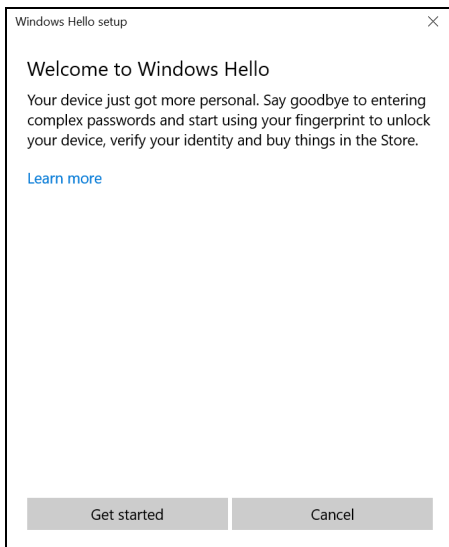 Windows Hello setup
Welcome to Windows Hello
Your device just got more personal. Say goodbye to entering
complex passwords and start using your fingerprint to unlock
your device, verify your identity and buy things in the Store.
Learn more
Get started
Cancel